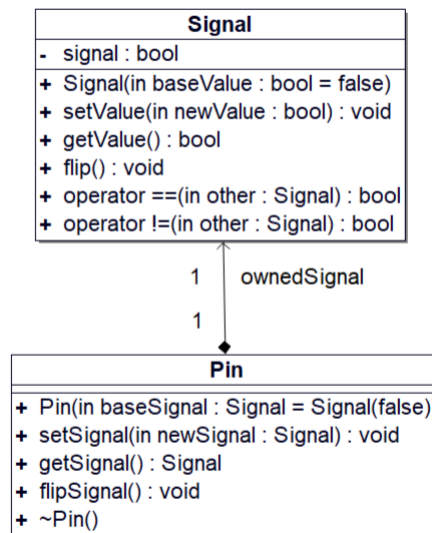 Signal
- signal : bool
+ Signal(in baseValue : bool = false)
+ setValue(in newValue : bool) : void
+ getValue() : bool
+ flip() : void
+ operator ==(in other : Signal) : bool
+ operator !=(in other : Signal) : bool
1 ownedSignal
1
Pin
+ Pin(in baseSignal : Signal = Signal(false)
+ setSignal(in newSignal : Signal) : void
+ getSignal() : Signal
+ flipSignal() : void
+ ~Pin()